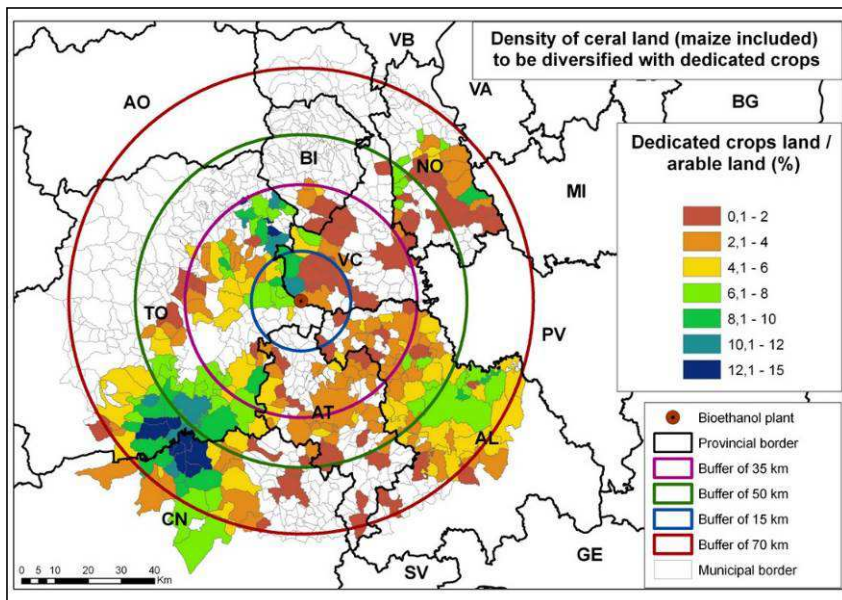 Density of ceral land (maize included)
to be diversified with dedicated crops
VB
AO
VA
BG
BI
NO
MI
VC
TO
PV
AT
AL
CN
GE
SV
Dedicated crops land /
arable land (%)
0,1 - 2
2,1 - 4
4,1 - 6
6,1 - 8
8,1 - 10
10,1 - 12
12,1 - 15
Bioethanol plant
Provincial border
Buffer of 35 km
Buffer of 50 km
Buffer of 15 km
Buffer of 70 km
Municipal border
0 5 10 20 30 40
Km